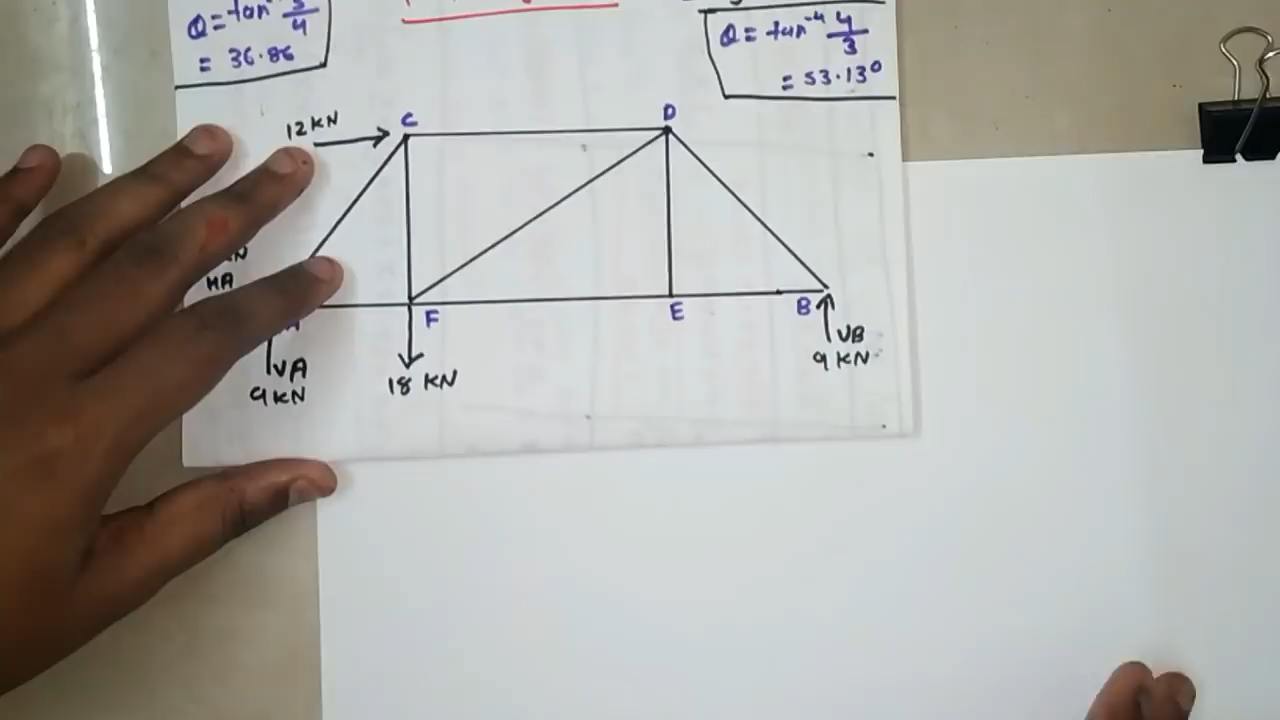 Q = tan⁻¹ 3/4
= 36.86
Q = tan⁻¹ 4/3
= 53.13°
12 KN
C
D
HA
A
F
E
B
VA
9 KN
18 KN
VB
9 KN